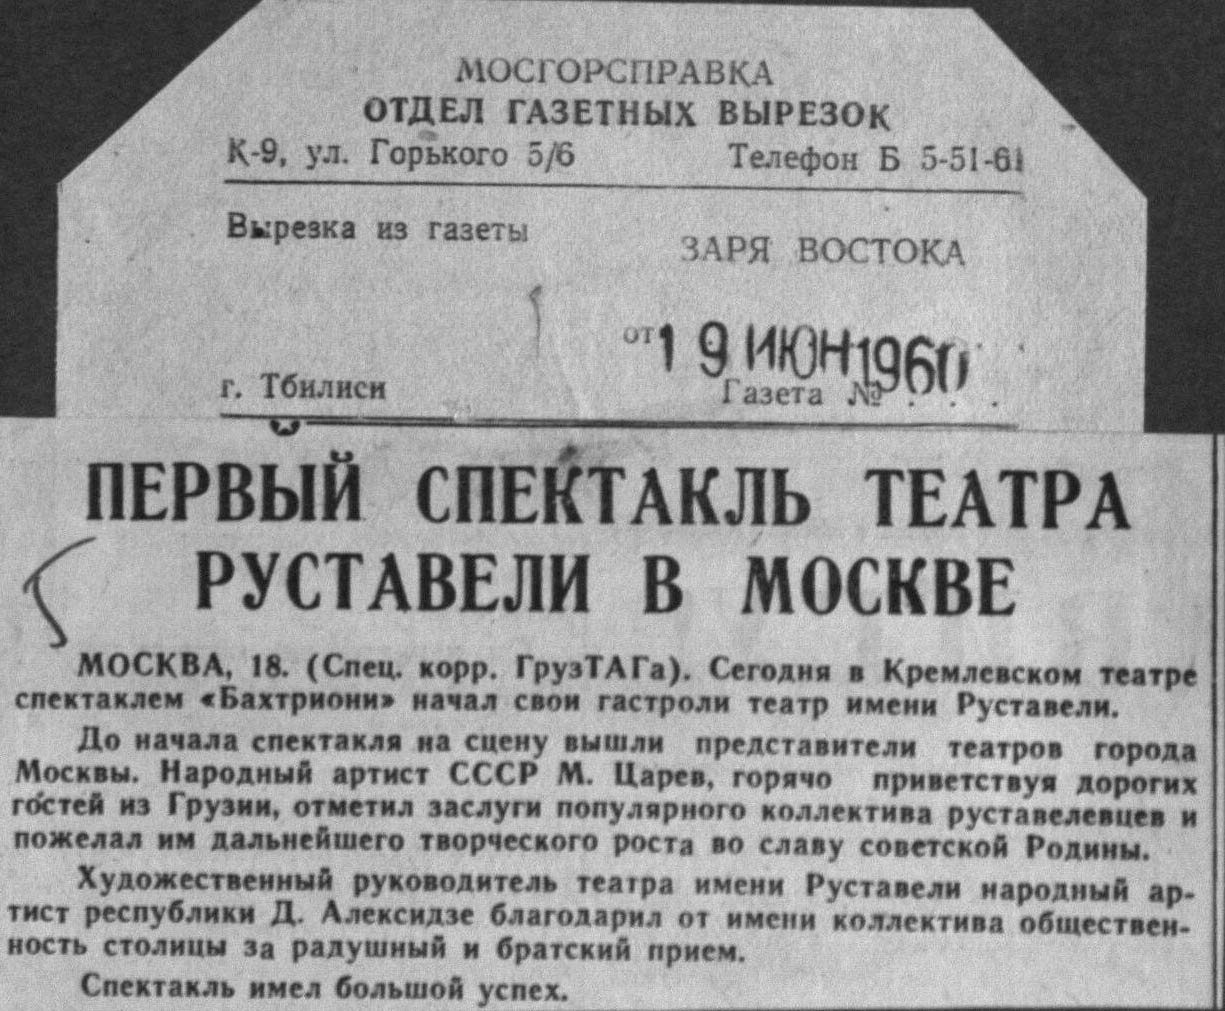 МОСГОРСПРАВКА
ОТДЕЛ ГАЗЕТНЫХ ВЫРЕЗОК
К-9, ул. Горького 5/6 Телефон Б 5-51-61
Вырезка из газеты
ЗАРЯ ВОСТОКА
от 19 ИЮН 1960
г. Тбилиси Газета № . . .
ПЕРВЫЙ СПЕКТАКЛЬ ТЕАТРА
РУСТАВЕЛИ В МОСКВЕ
МОСКВА, 18. (Спец. корр. ГрузТАГа). Сегодня в Кремлевском театре
спектаклем «Бахтриони» начал свои гастроли театр имени Руставели.
До начала спектакля на сцену вышли представители театров города
Москвы. Народный артист СССР М. Царев, горячо приветствуя дорогих
гостей из Грузии, отметил заслуги популярного коллектива руставелевцев и
пожелал им дальнейшего творческого роста во славу советской Родины.
Художественный руководитель театра имени Руставели народный ар-
тист республики Д. Алексидзе благодарил от имени коллектива обществен-
ность столицы за радушный и братский прием.
Спектакль имел большой успех.